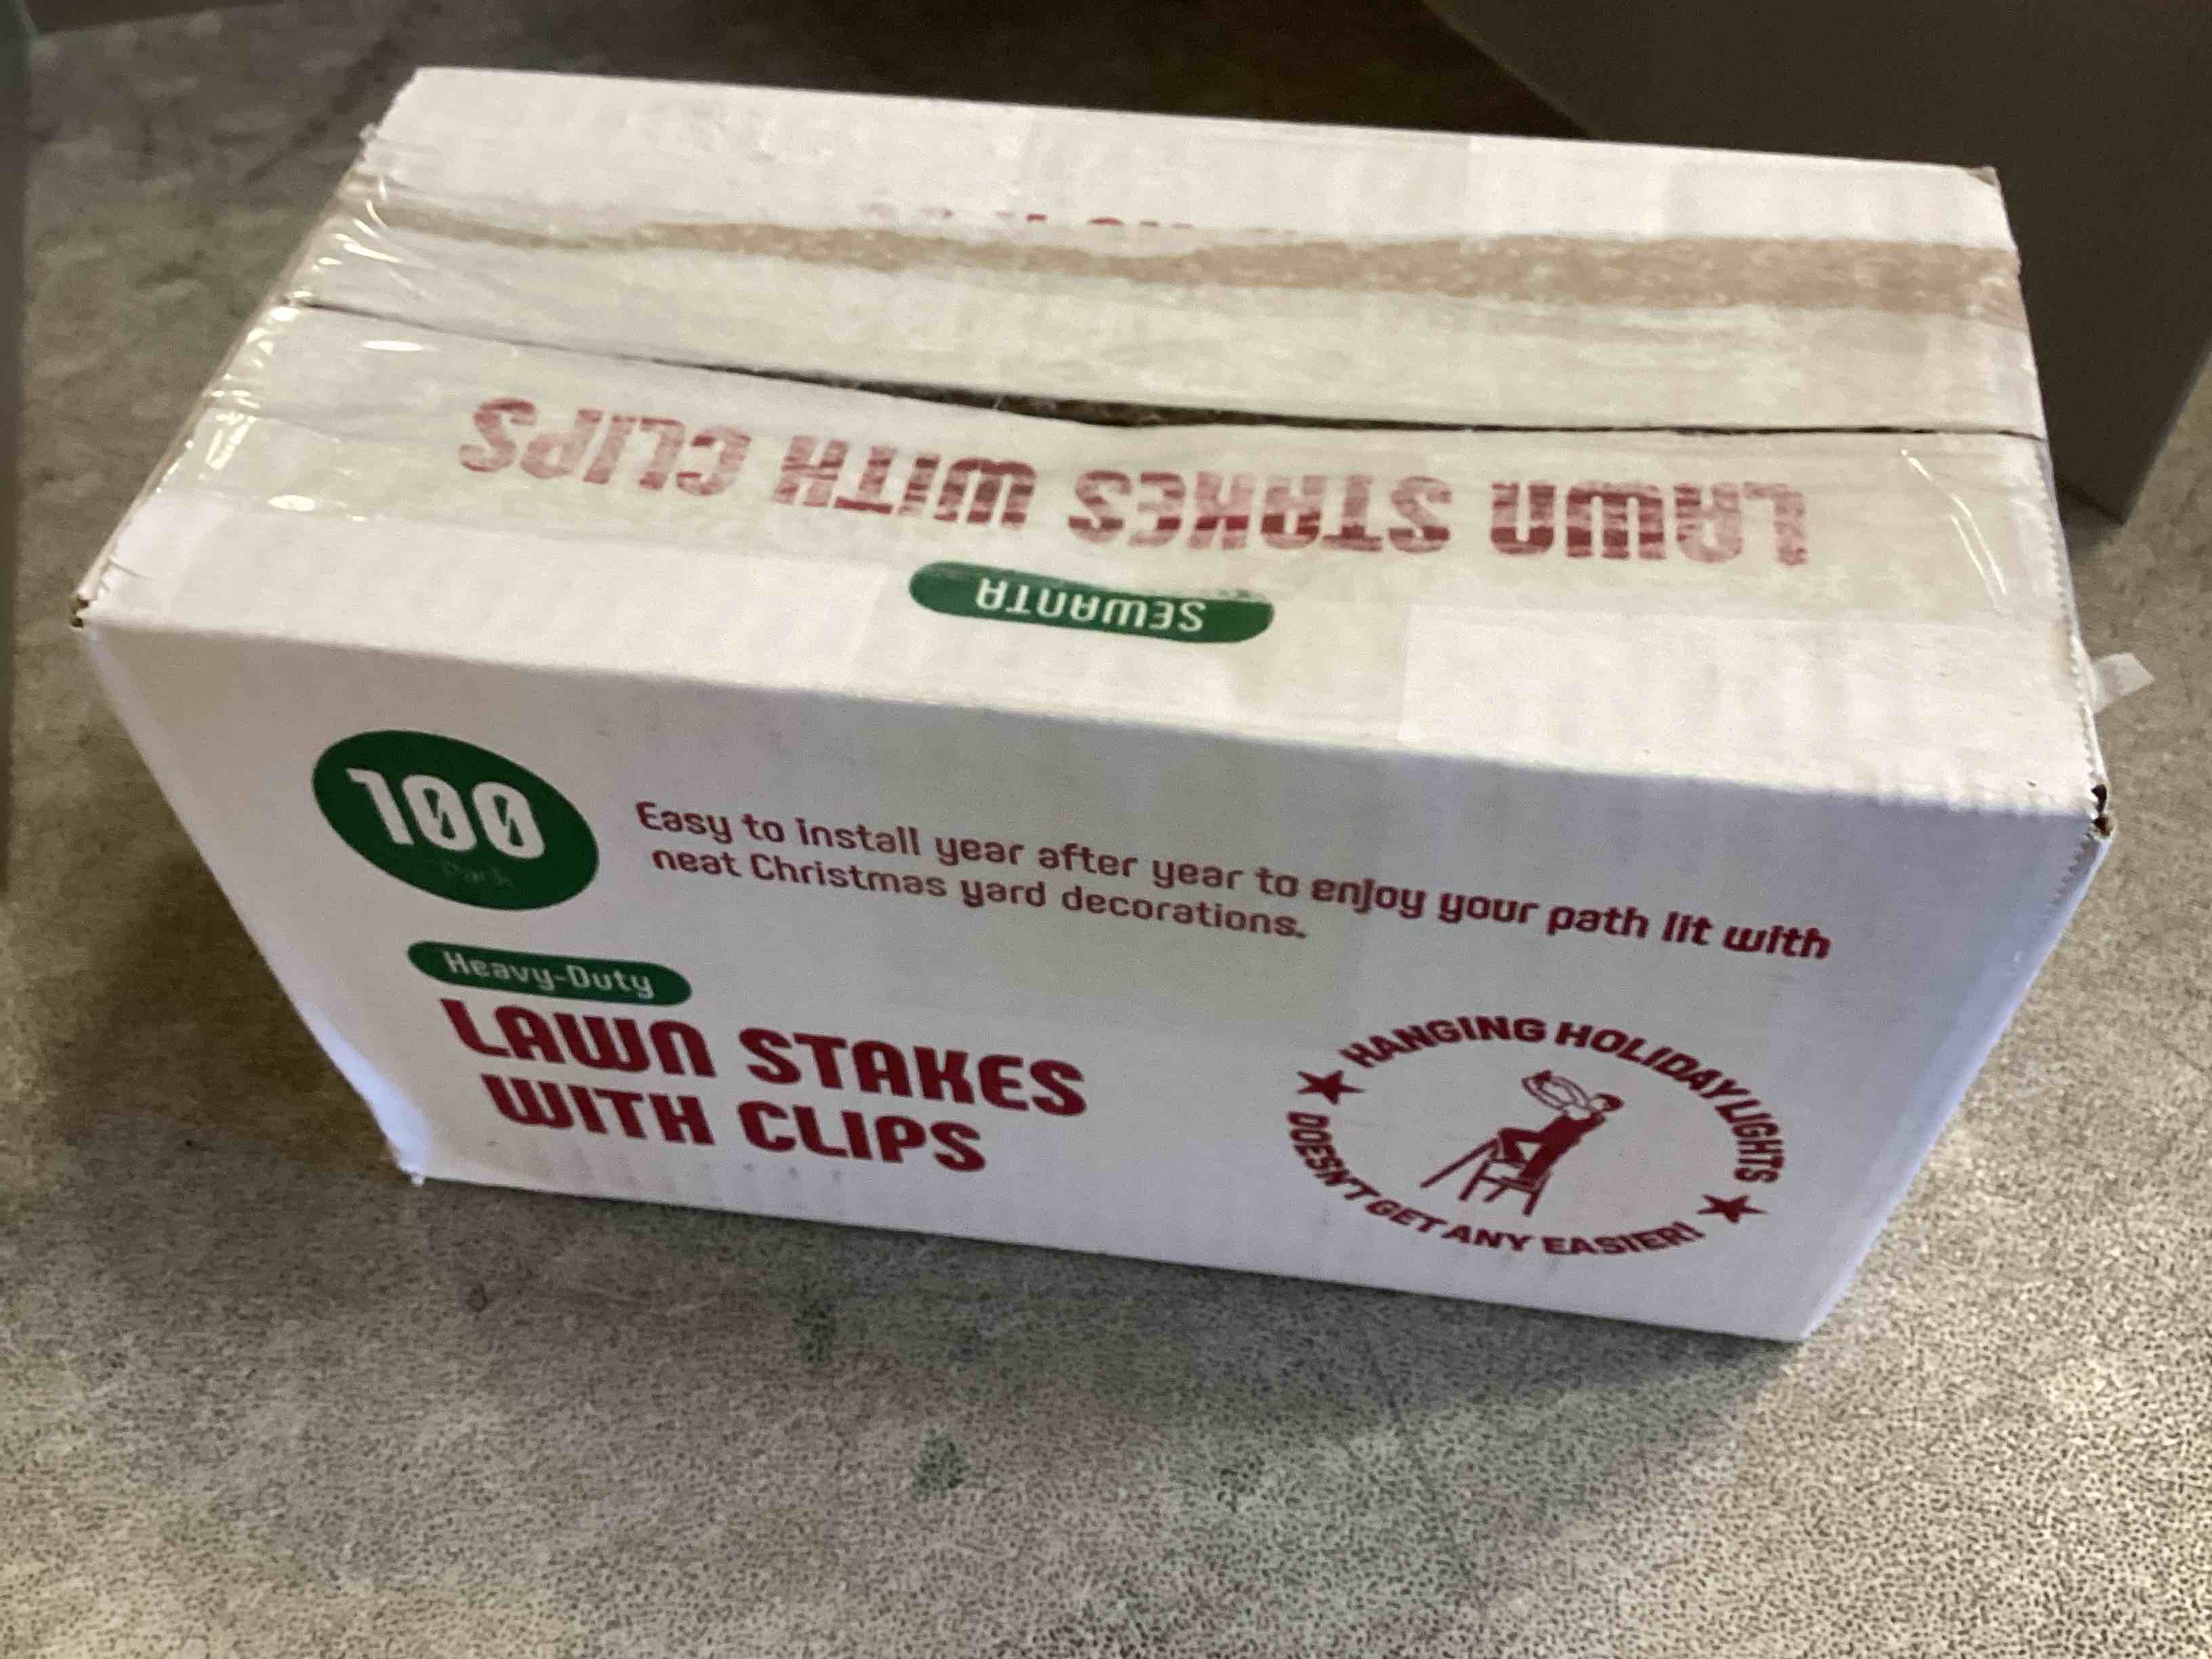 LAWN STAKES WITH CLIPS
SEWANTA
100
Pack
Easy to install year after year to enjoy your path lit with
neat Christmas yard decorations.
Heavy-Duty
LAWN STAKES
WITH CLIPS
HANGING HOLIDAY LIGHTS
DOESN'T GET ANY EASIER!